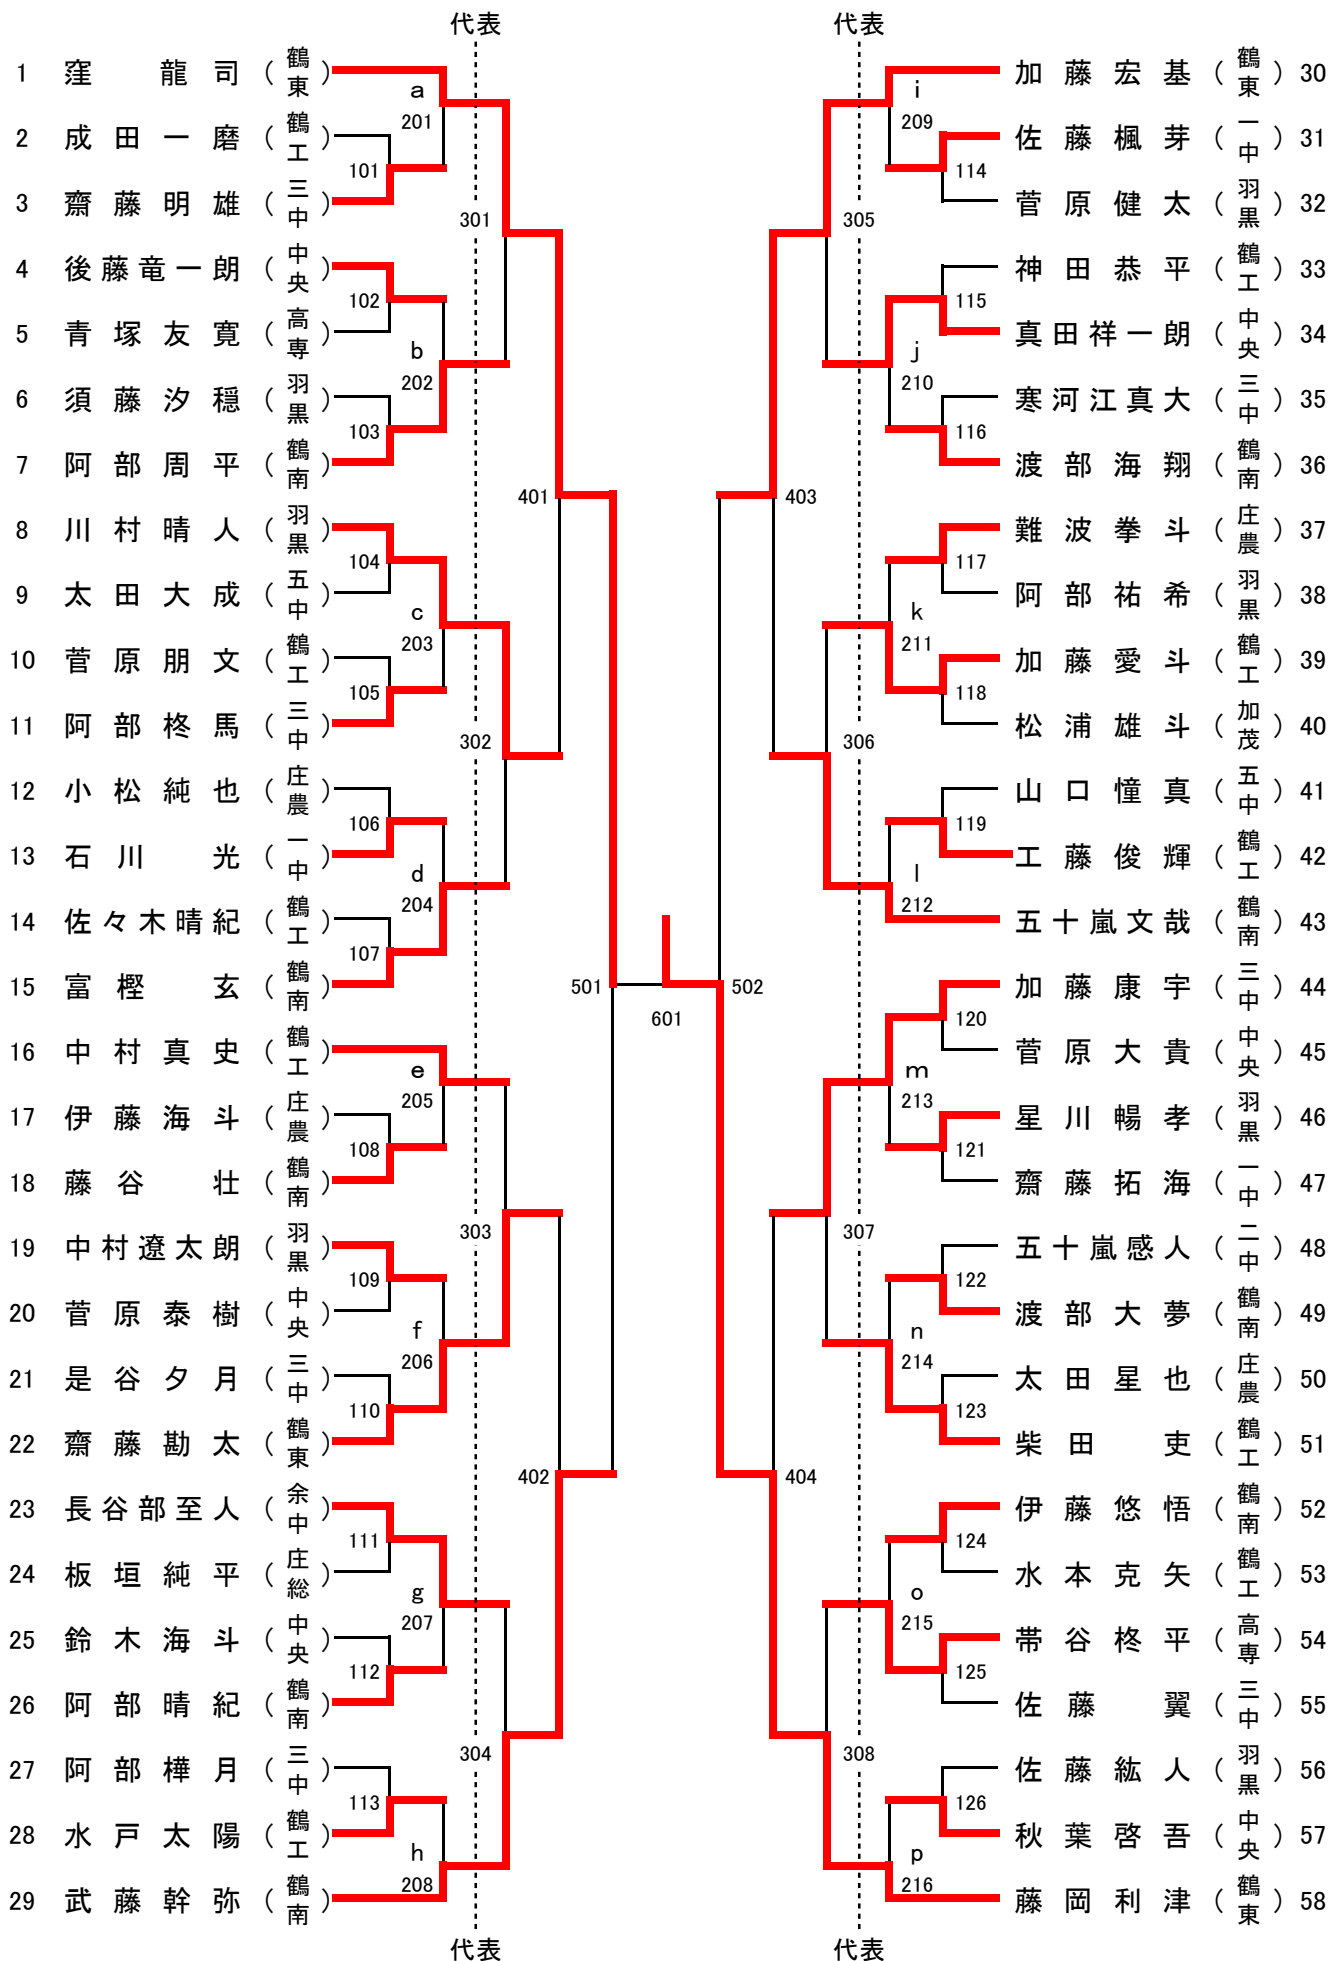 代表 代表
1 窪 龍司 (鶴東)
a
201
2 成田一磨 (鶴工)
101
3 齋藤明雄 (三中)
301
4 後藤竜一朗 (中央)
102
5 青塚友寛 (高専)
b
202
6 須藤汐穏 (羽黒)
103
7 阿部周平 (鶴南)
401
8 川村晴人 (羽黒)
104
9 太田大成 (五中)
c
203
10 菅原朋文 (鶴工)
105
11 阿部柊馬 (三中)
302
12 小松純也 (庄農)
106
13 石川 光 (一中)
d
204
14 佐々木晴紀 (鶴工)
107
15 富樫 玄 (鶴南)
501
16 中村真史 (鶴工)
e
205
17 伊藤海斗 (庄農)
108
18 藤谷 壮 (鶴南)
303
19 中村遼太朗 (羽黒)
109
20 菅原泰樹 (中央)
f
206
21 是谷夕月 (三中)
110
22 齋藤勘太 (鶴東)
402
23 長谷部至人 (余中)
111
24 板垣純平 (庄総)
g
207
25 鈴木海斗 (中央)
112
26 阿部晴紀 (鶴南)
304
27 阿部樺月 (三中)
113
28 水戸太陽 (鶴工)
h
208
29 武藤幹弥 (鶴南)
601
加藤宏基 (鶴東) 30
i
209
佐藤楓芽 (一中) 31
114
菅原健太 (羽黒) 32
305
神田恭平 (鶴工) 33
115
真田祥一朗 (中央) 34
j
210
寒河江真大 (三中) 35
116
渡部海翔 (鶴南) 36
403
難波拳斗 (庄農) 37
117
阿部祐希 (羽黒) 38
k
211
加藤愛斗 (鶴工) 39
118
松浦雄斗 (加茂) 40
306
山口憧真 (五中) 41
119
工藤俊輝 (鶴工) 42
l
212
五十嵐文哉 (鶴南) 43
502
加藤康宇 (三中) 44
120
菅原大貴 (中央) 45
m
213
星川暢孝 (羽黒) 46
121
齋藤拓海 (一中) 47
307
五十嵐感人 (二中) 48
122
渡部大夢 (鶴南) 49
n
214
太田星也 (庄農) 50
123
柴田 吏 (鶴工) 51
404
伊藤悠悟 (鶴南) 52
124
水本克矢 (鶴工) 53
o
215
帯谷柊平 (高専) 54
125
佐藤 翼 (三中) 55
308
佐藤紘人 (羽黒) 56
126
秋葉啓吾 (中央) 57
p
216
藤岡利津 (鶴東) 58
代表 代表